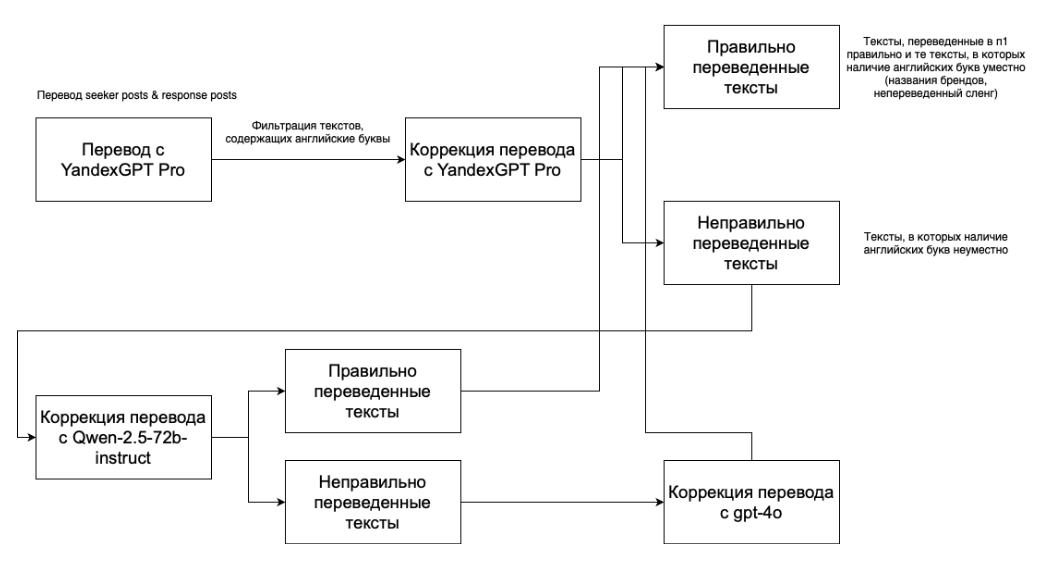 Перевод seeker posts & response posts
Перевод с
YandexGPT Pro
Фильтрация текстов,
содержащих английские буквы
Коррекция перевода
с YandexGPT Pro
Правильно
переведенные
тексты
Тексты, переведенные в п1
правильно и те тексты, в которых
наличие английских букв уместно
(названия брендов,
непереведенный сленг)
Неправильно
переведенные
тексты
Тексты, в которых наличие
английских букв неуместно
Коррекция перевода
с Qwen-2.5-72b-
instruct
Правильно
переведенные
тексты
Неправильно
переведенные
тексты
Коррекция перевода
с gpt-4o